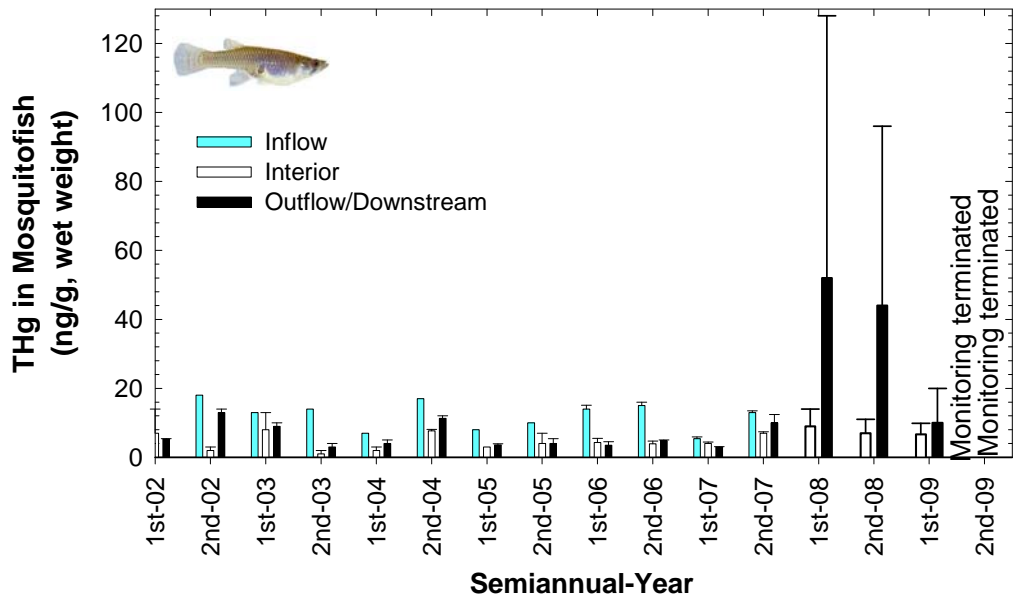 THg in Mosquitofish
(ng/g, wet weight)
120
100
80
60
40
20
0
Inflow
Interior
Outflow/Downstream
Monitoring terminated
Monitoring terminated
1st-02
2nd-02
1st-03
2nd-03
1st-04
2nd-04
1st-05
2nd-05
1st-06
2nd-06
1st-07
2nd-07
1st-08
2nd-08
1st-09
2nd-09
Semiannual-Year